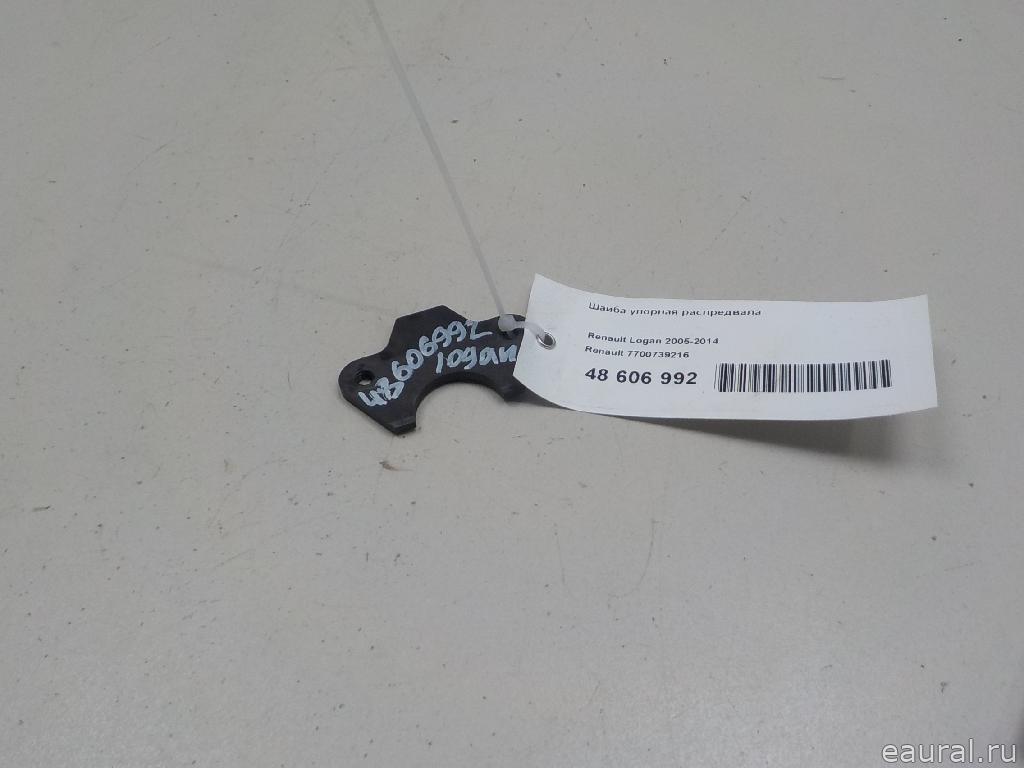 48606992
logan
Шайба упорная распредвала
Renault Logan 2005-2014
Renault 7700739216
48 606 992
eaural.ru